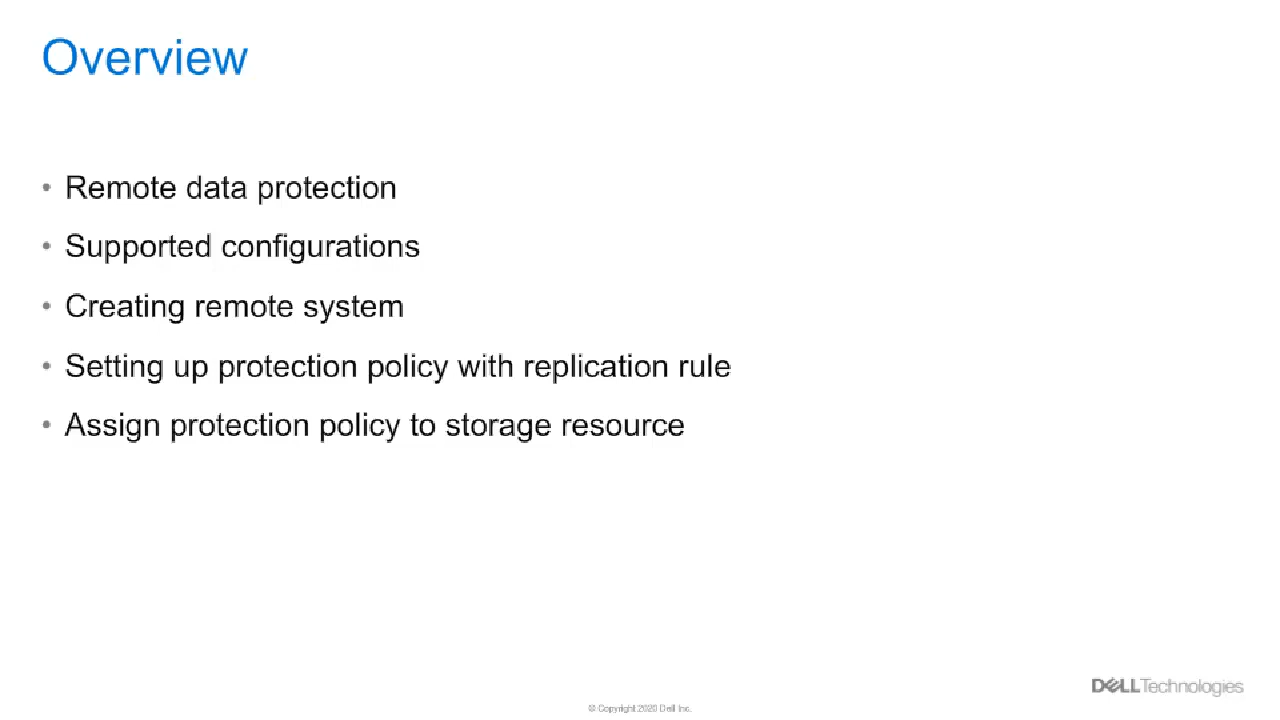 Overview
• Remote data protection
• Supported configurations
• Creating remote system
• Setting up protection policy with replication rule
• Assign protection policy to storage resource
DELLTechnologies
© Copyright 2020 Dell Inc.